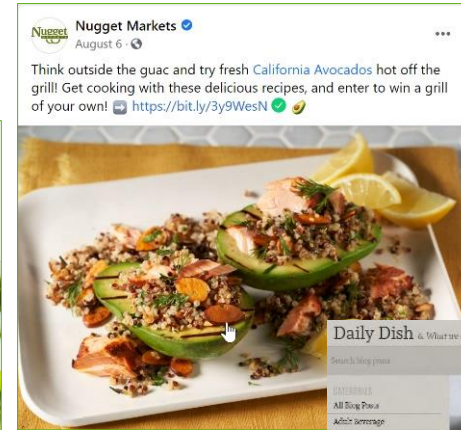 Nugget
Nugget Markets
August 6 ·
Think outside the guac and try fresh California Avocados hot off the
grill! Get cooking with these delicious recipes, and enter to win a grill
of your own! ➡️ https://bit.ly/3y9WesN ✅ 🥑
Daily Dish & What we
Search blog posts
CATEGORIES
All Blog Posts
Adult Beverage